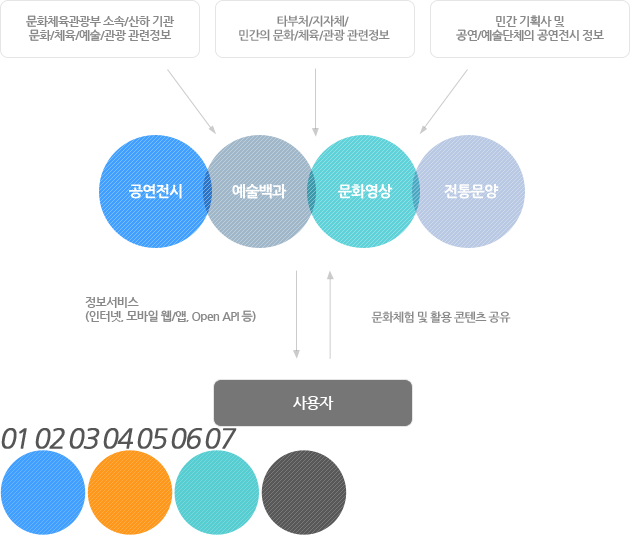 문화체육관광부 소속/산하 기관
문화/체육/예술/관광 관련정보
타부처/지자체/
민간의 문화/체육/관광 관련정보
민간 기획사 및
공연/예술단체의 공연전시 정보
공연전시
예술백과
문화영상
전통문양
정보서비스
(인터넷, 모바일 웹/앱, Open API 등)
문화체험 및 활용 콘텐츠 공유
사용자
01 02 03 04 05 06 07